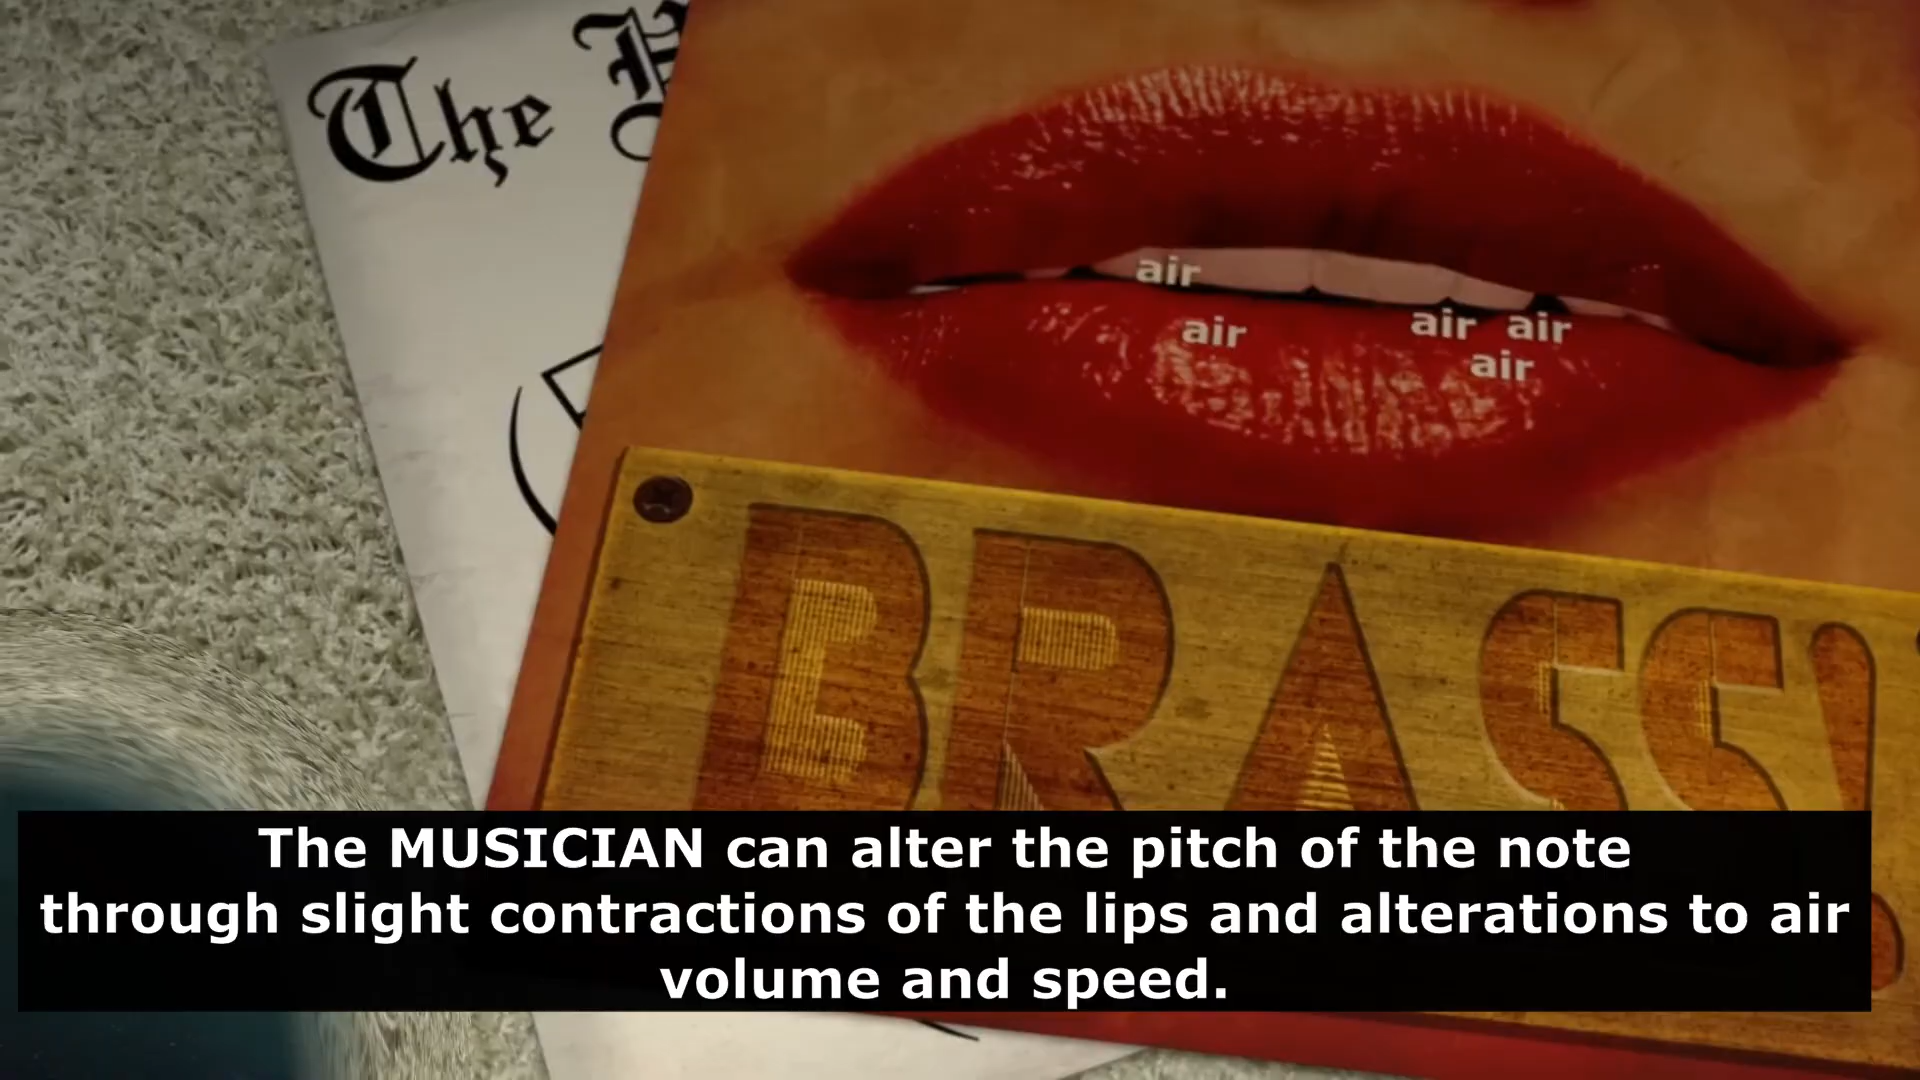 The
air
air
air air
air
BRASS!
The MUSICIAN can alter the pitch of the note
through slight contractions of the lips and alterations to air
volume and speed.